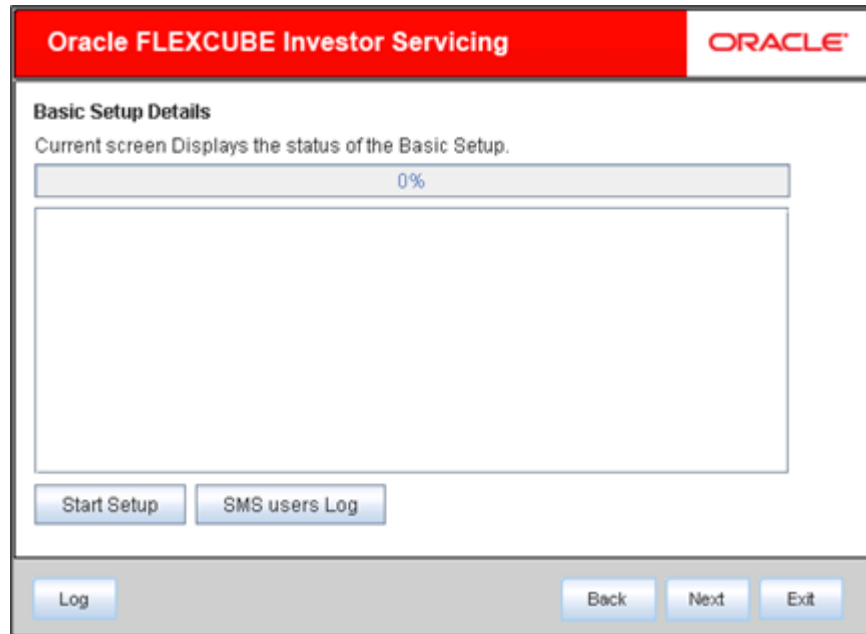 Oracle FLEXCUBE Investor Servicing
ORACLE®
Basic Setup Details
Current screen Displays the status of the Basic Setup.
0%
Start Setup
SMS users Log
Log
Back
Next
Exit